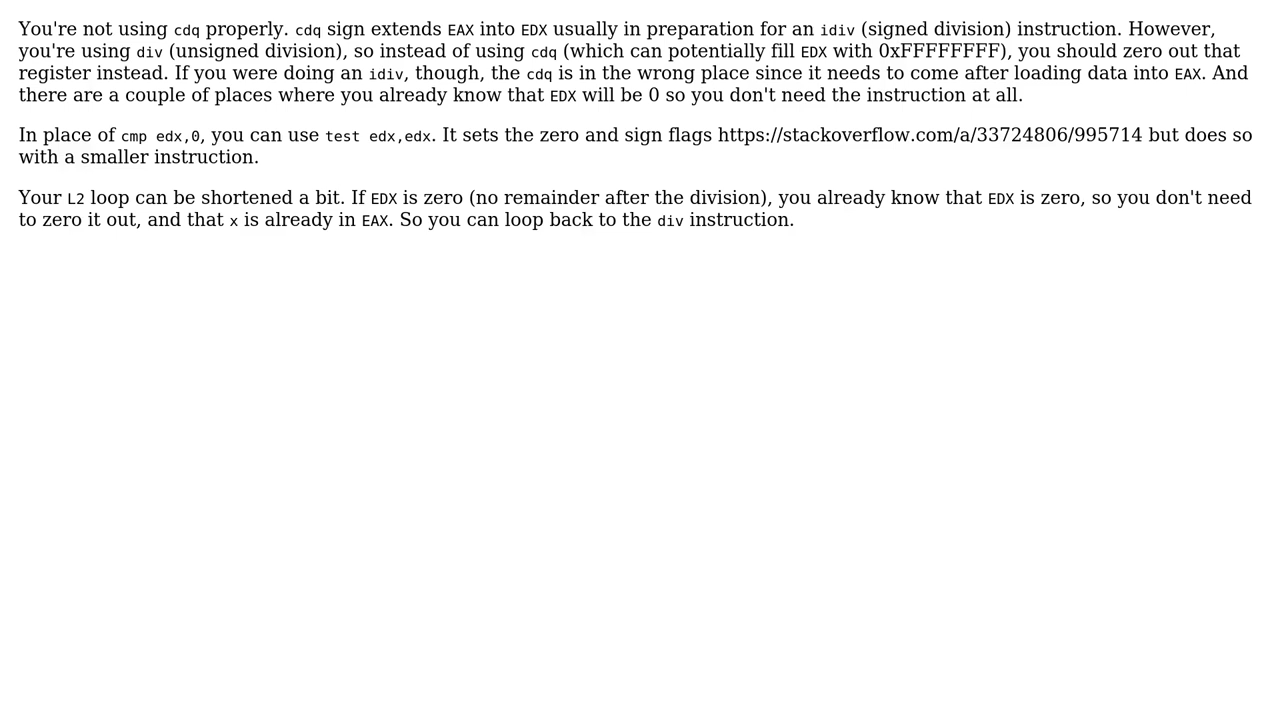 You're not using cdq properly. cdq sign extends EAX into EDX usually in preparation for an idiv (signed division) instruction. However,
you're using div (unsigned division), so instead of using cdq (which can potentially fill EDX with 0xFFFFFFFF), you should zero out that
register instead. If you were doing an idiv, though, the cdq is in the wrong place since it needs to come after loading data into EAX. And
there are a couple of places where you already know that EDX will be 0 so you don't need the instruction at all.
In place of cmp edx,0, you can use test edx,edx. It sets the zero and sign flags https://stackoverflow.com/a/33724806/995714 but does so
with a smaller instruction.
Your L2 loop can be shortened a bit. If EDX is zero (no remainder after the division), you already know that EDX is zero, so you don't need
to zero it out, and that x is already in EAX. So you can loop back to the div instruction.